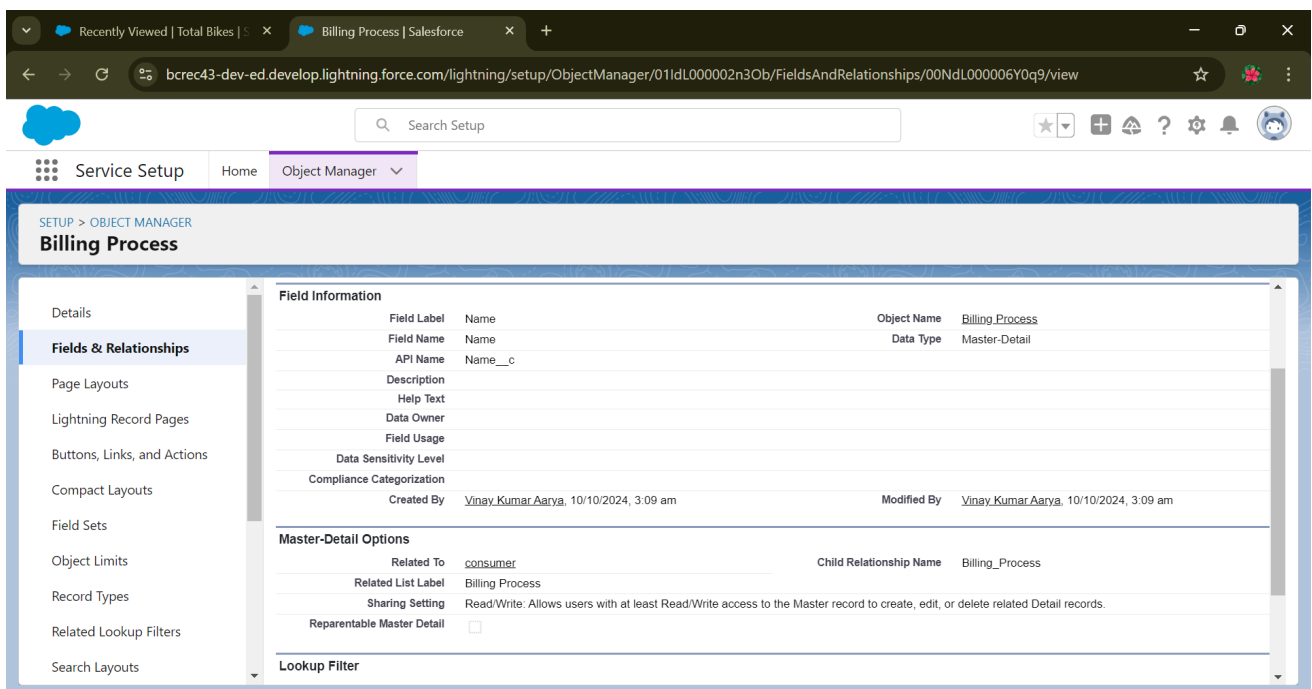 Recently Viewed | Total Bikes |
Billing Process | Salesforce
bcrec43-dev-ed.develop.lightning.force.com/lightning/setup/ObjectManager/01IdL000002n3Ob/FieldsAndRelationships/00NdL000006Y0q9/view
Search Setup
Service Setup Home Object Manager
SETUP > OBJECT MANAGER
Billing Process
Details
Fields & Relationships
Page Layouts
Lightning Record Pages
Buttons, Links, and Actions
Compact Layouts
Field Sets
Object Limits
Record Types
Related Lookup Filters
Search Layouts
Field Information
Field Label Name Object Name Billing Process
Field Name Name Data Type Master-Detail
API Name Name__c
Description
Help Text
Data Owner
Field Usage
Data Sensitivity Level
Compliance Categorization
Created By Vinay Kumar Aarya, 10/10/2024, 3:09 am Modified By Vinay Kumar Aarya, 10/10/2024, 3:09 am
Master-Detail Options
Related To consumer Child Relationship Name Billing_Process
Related List Label Billing Process
Sharing Setting Read/Write: Allows users with at least Read/Write access to the Master record to create, edit, or delete related Detail records.
Reparentable Master Detail
Lookup Filter